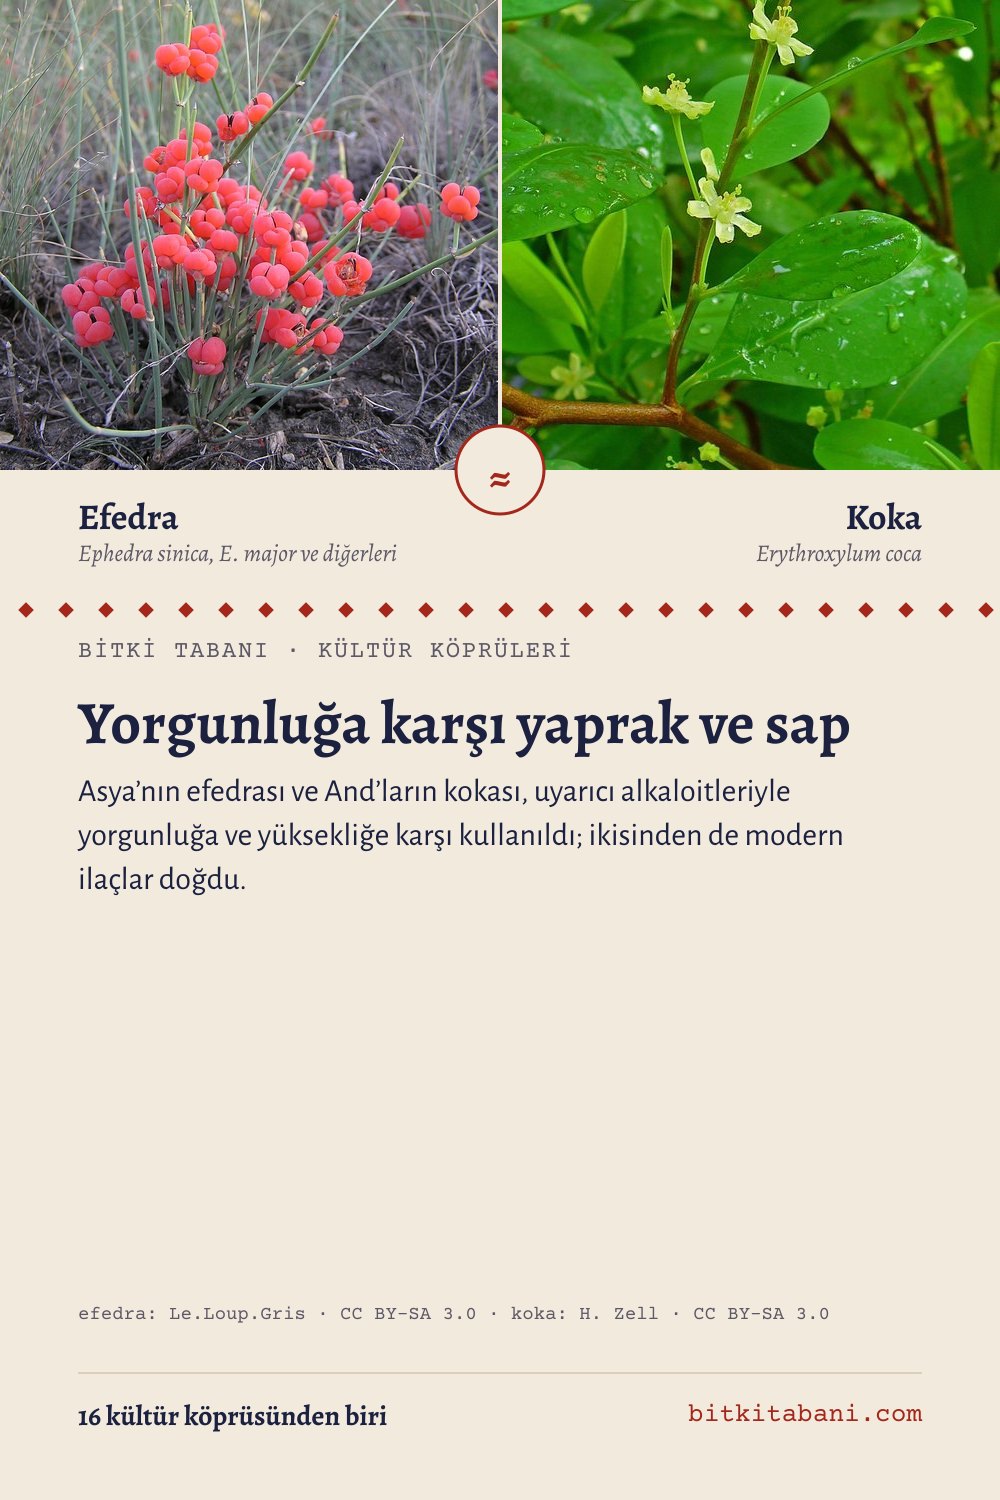 ≈
Efedra
Ephedra sinica, E. major ve diğerleri
Koka
Erythroxylum coca
BİTKİ TABANI · KÜLTÜR KÖPRÜLERİ
Yorgunluğa karşı yaprak ve sap
Asya’nın efedrası ve And’ların kokası, uyarıcı alkaloitleriyle
yorgunluğa ve yüksekliğe karşı kullanıldı; ikisinden de modern
ilaçlar doğdu.
efedra: Le.Loup.Gris · CC BY-SA 3.0 · koka: H. Zell · CC BY-SA 3.0
16 kültür köprüsünden biri
bitkitabani.com